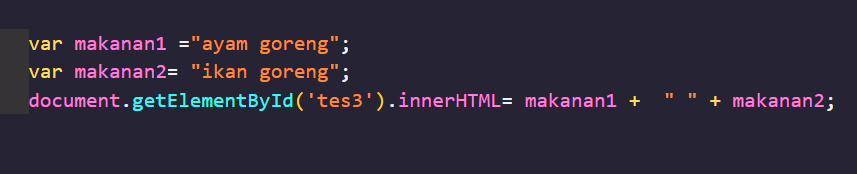 var makanan1 ="ayam goreng";
var makanan2= "ikan goreng";
document.getElementById('tes3').innerHTML= makanan1 +  " " + makanan2;